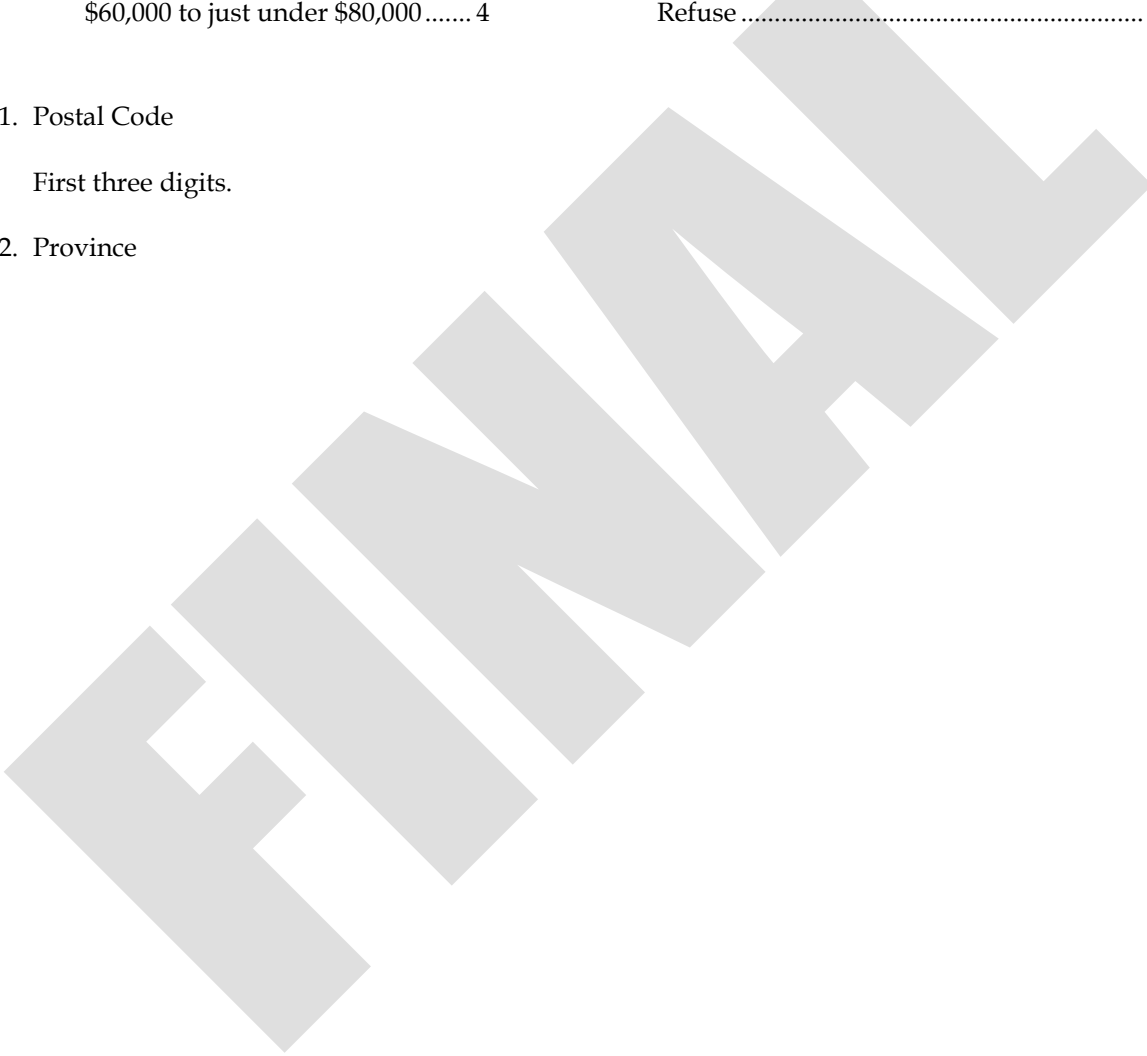 $60,000 to just under $80,000 ....... 4 Refuse .............................................................
1. Postal Code
First three digits.
2. Province
FINAL